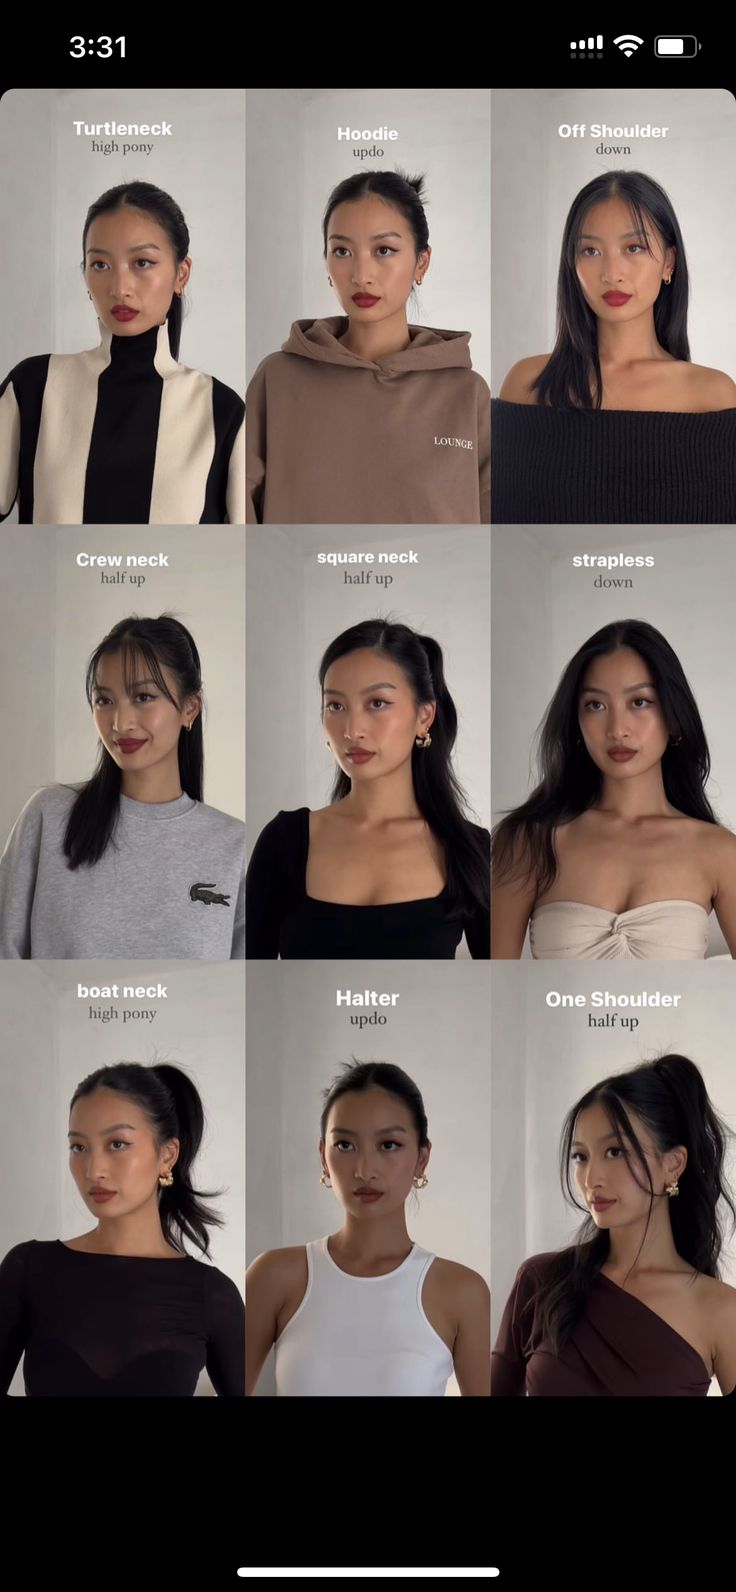 3:31
Turtleneck
high pony
Hoodie
updo
LOUNGE
Off Shoulder
down
Crew neck
half up
square neck
half up
strapless
down
boat neck
high pony
Halter
updo
One Shoulder
half up